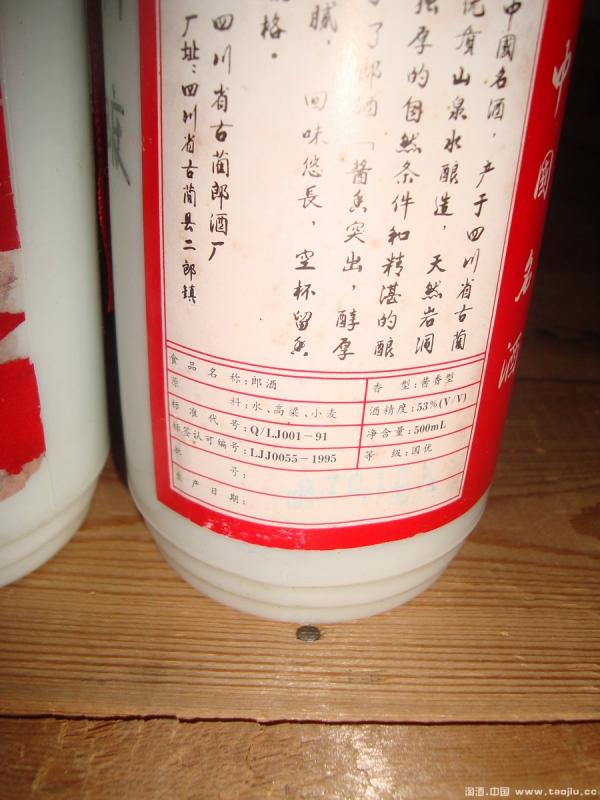 中国名酒
中国名酒，产于四川省古蔺
优质山泉水酿造，天然岩洞
的自然条件和精湛的酿
了郎酒「酱香突出，醇厚
腻，回味悠長，空杯留香
格。
四川省古蔺郎酒厂
厂址：四川省古蔺县二郎镇
液
食品名称：郎酒
香型：酱香型
原料：水、高粱、小麦
酒精度：53%(V/V)
标准代号：Q/LJ001－91
净含量：500mL
标签认可编号：LJJ0055－1995
等级：国优
批号：
生产日期：
淘酒.中国 www.taojiu.cc